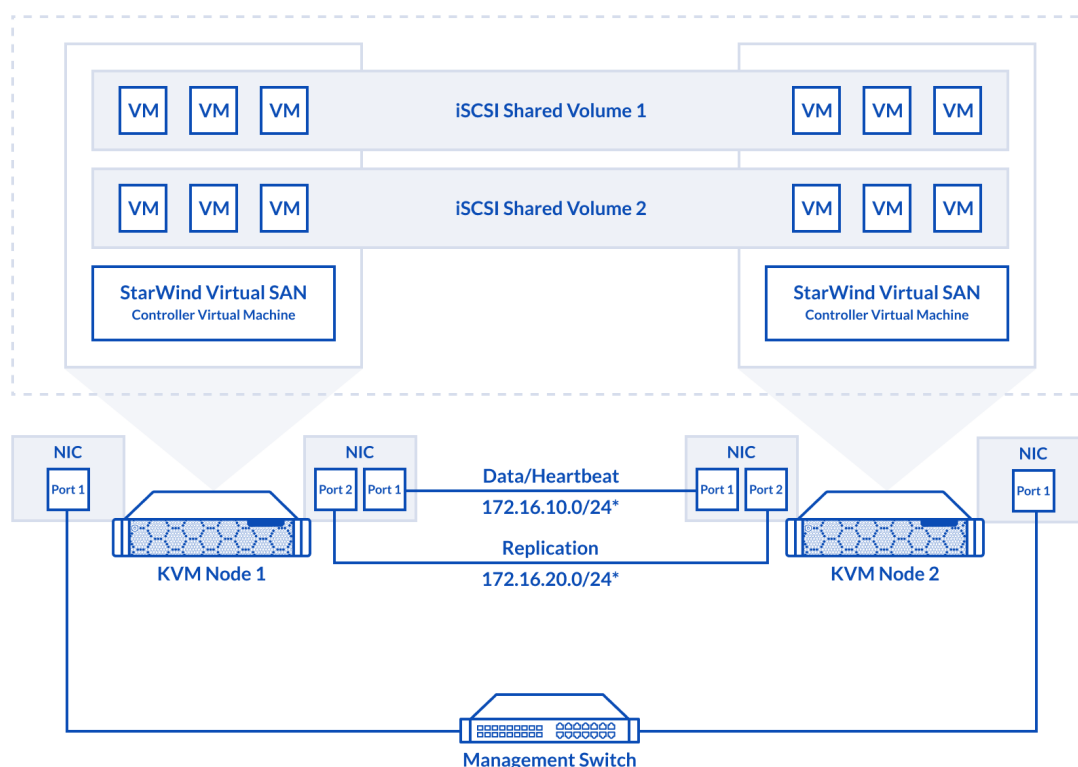 VM VM VM iSCSI Shared Volume 1 VM VM VM
VM VM VM iSCSI Shared Volume 2 VM VM VM
StarWind Virtual SAN
Controller Virtual Machine
StarWind Virtual SAN
Controller Virtual Machine
NIC
Port 1
NIC
Port 2 Port 1
Data/Heartbeat
172.16.10.0/24*
Replication
172.16.20.0/24*
NIC
Port 1 Port 2
NIC
Port 1
KVM Node 1
KVM Node 2
Management Switch